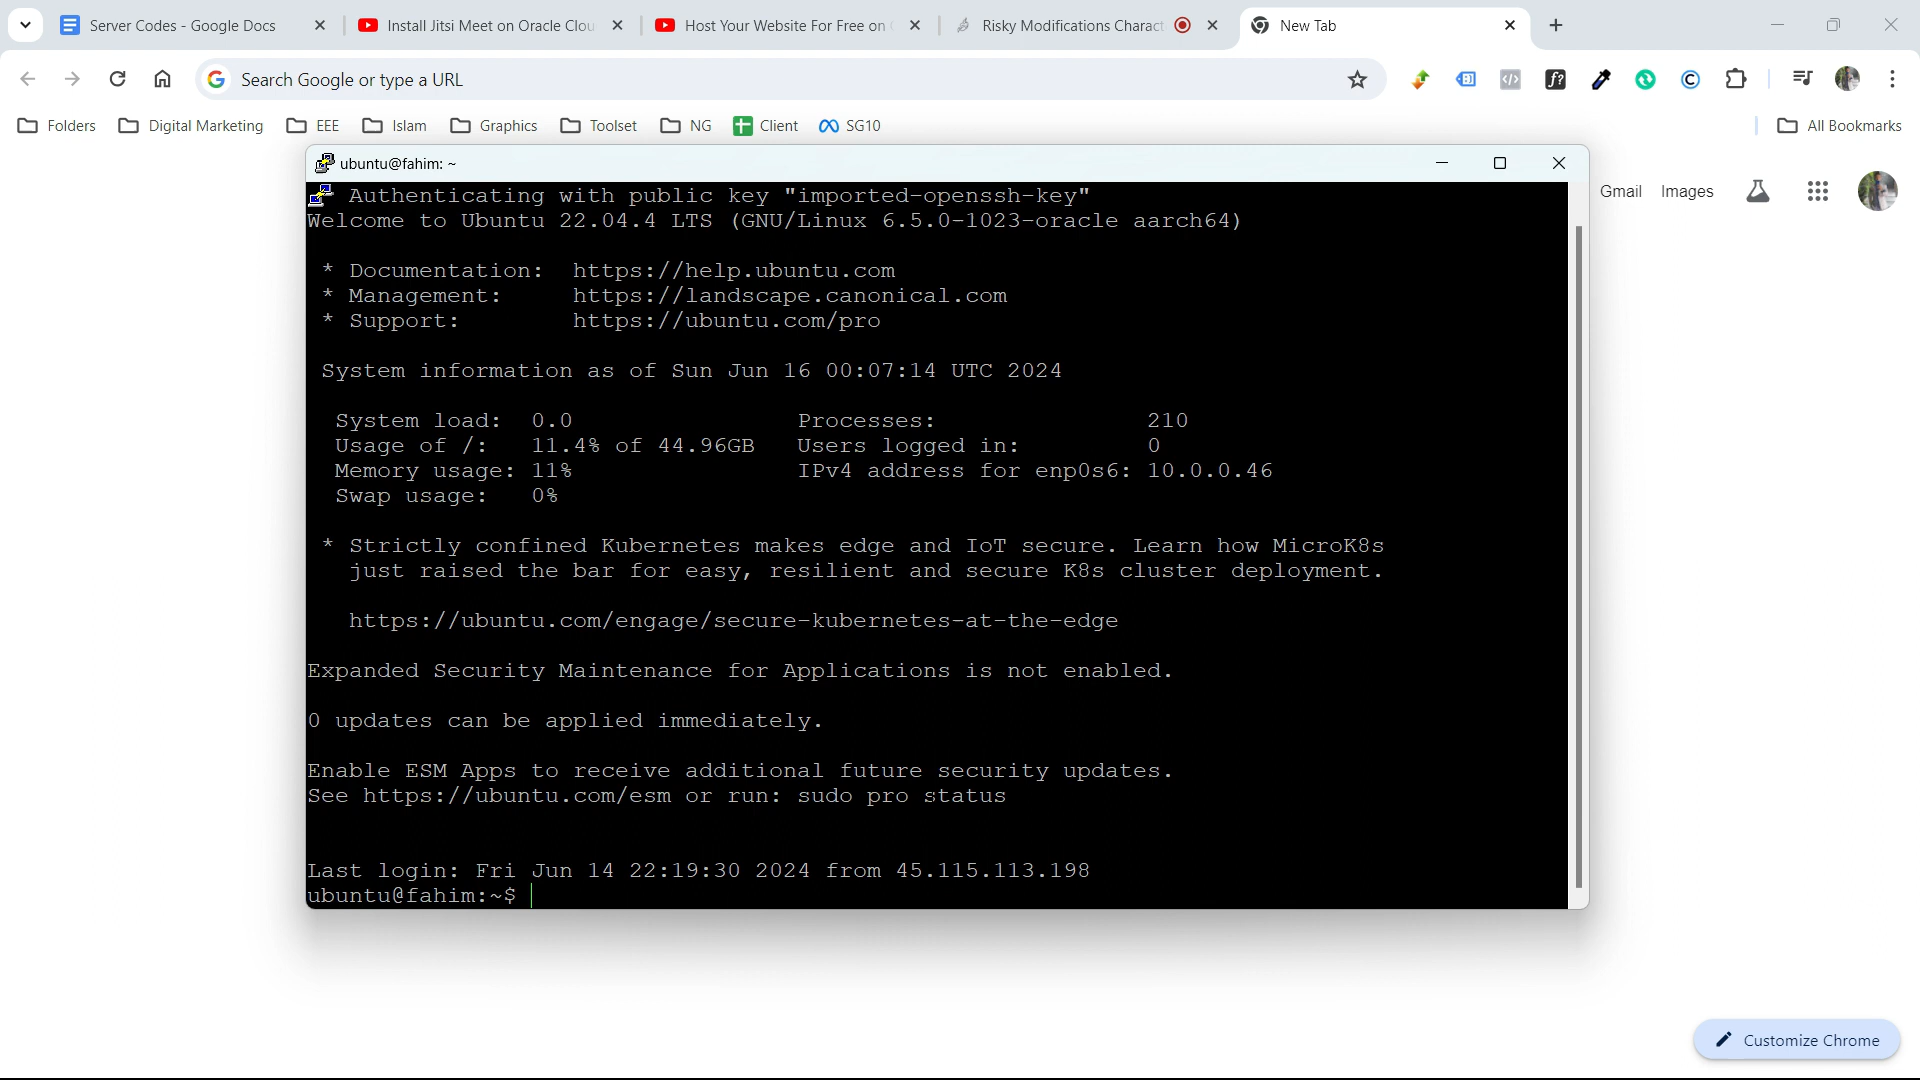 Server Codes - Google Docs
Install Jitsi Meet on Oracle Clou
Host Your Website For Free on
Risky Modifications Charact
New Tab
Search Google or type a URL
Folders
Digital Marketing
EEE
Islam
Graphics
Toolset
NG
Client
SG10
All Bookmarks
ubuntu@fahim: ~
Gmail Images
Authenticating with public key "imported-openssh-key"
Welcome to Ubuntu 22.04.4 LTS (GNU/Linux 6.5.0-1023-oracle aarch64)
* Documentation: https://help.ubuntu.com
* Management: https://landscape.canonical.com
* Support: https://ubuntu.com/pro
System information as of Sun Jun 16 00:07:14 UTC 2024
System load: 0.0 Processes: 210
Usage of /: 11.4% of 44.96GB Users logged in: 0
Memory usage: 11% IPv4 address for enp0s6: 10.0.0.46
Swap usage: 0%
* Strictly confined Kubernetes makes edge and IoT secure. Learn how MicroK8s
just raised the bar for easy, resilient and secure K8s cluster deployment.
https://ubuntu.com/engage/secure-kubernetes-at-the-edge
Expanded Security Maintenance for Applications is not enabled.
0 updates can be applied immediately.
Enable ESM Apps to receive additional future security updates.
See https://ubuntu.com/esm or run: sudo pro status
Last login: Fri Jun 14 22:19:30 2024 from 45.115.113.198
ubuntu@fahim:~$
Customize Chrome